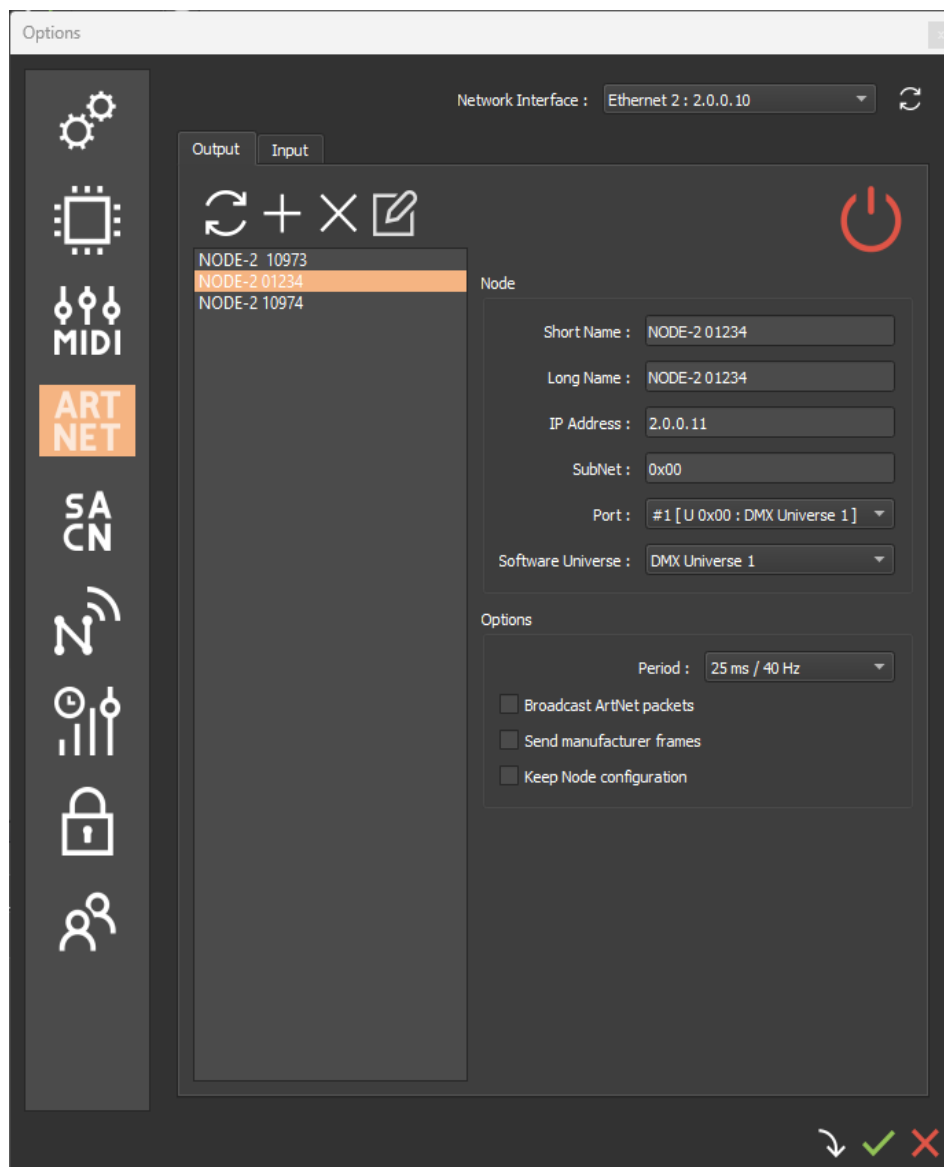 Options
Network Interface : Ethernet 2 : 2.0.0.10
Output Input
NODE-2  10973
NODE-2 01234
NODE-2 10974
Node
Short Name : NODE-2 01234
Long Name : NODE-2 01234
IP Address : 2.0.0.11
SubNet : 0x00
Port : #1 [ U 0x00 : DMX Universe 1 ]
Software Universe : DMX Universe 1
Options
Period : 25 ms / 40 Hz
Broadcast ArtNet packets
Send manufacturer frames
Keep Node configuration
MIDI
ART
NET
SA
CN
N